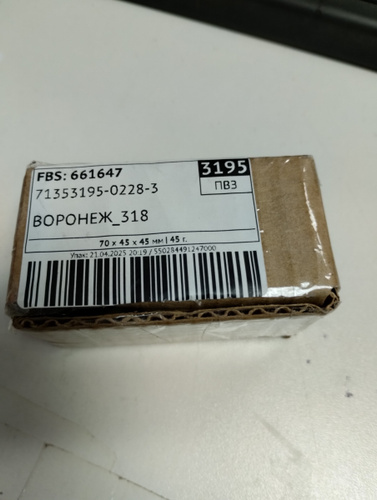 FBS: 661647
3195
71353195-0228-3
ПВЗ
ВОРОНЕЖ_318
70 x 45 x 45 мм | 45 г.
Упак: 21.04.2025 20:19 / 550284491247000